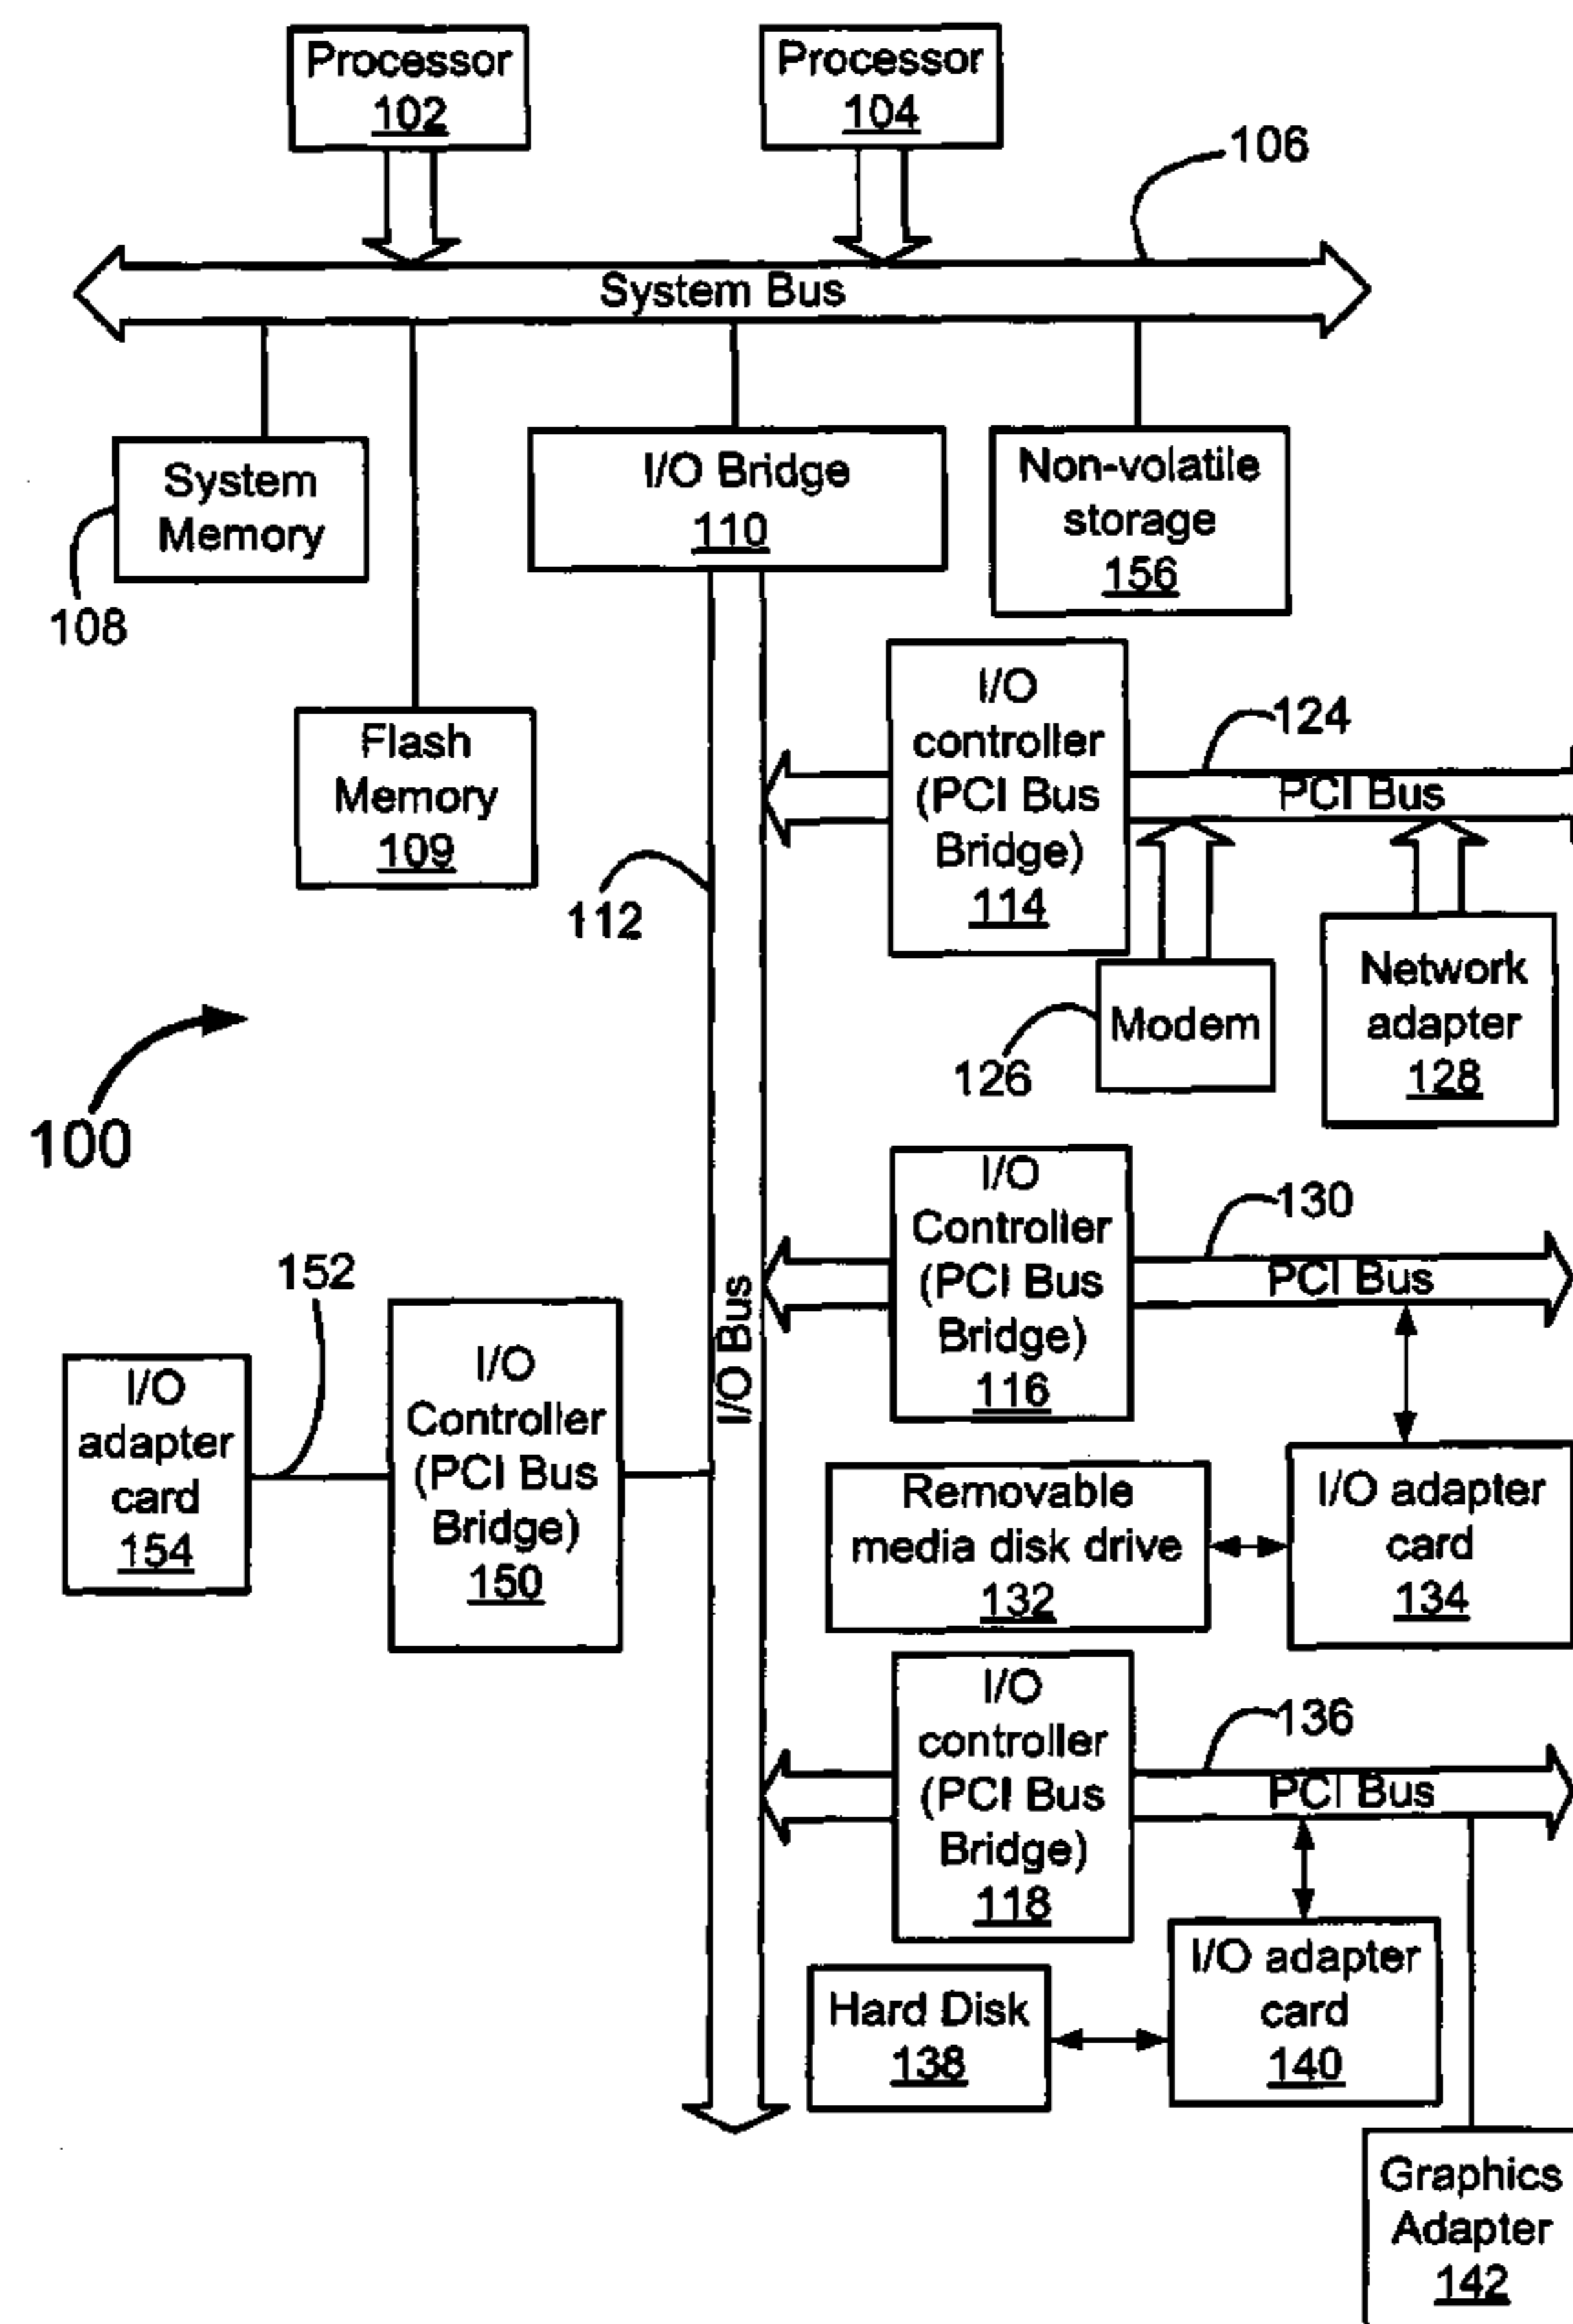 Processor
102
Processor
104
106
System Bus
System
Memory
108
I/O Bridge
110
Non-volatile
storage
156
Flash
Memory
109
112
I/O
controller
(PCI Bus
Bridge)
114
124
PCI Bus
Modem
126
Network
adapter
128
100
I/O
Controller
(PCI Bus
Bridge)
116
130
PCI Bus
152
I/O
adapter
card
154
I/O
Controller
(PCI Bus
Bridge)
150
I/O Bus
Removable
media disk drive
132
I/O adapter
card
134
I/O
controller
(PCI Bus
Bridge)
118
136
PCI Bus
Hard Disk
138
I/O adapter
card
140
Graphics
Adapter
142